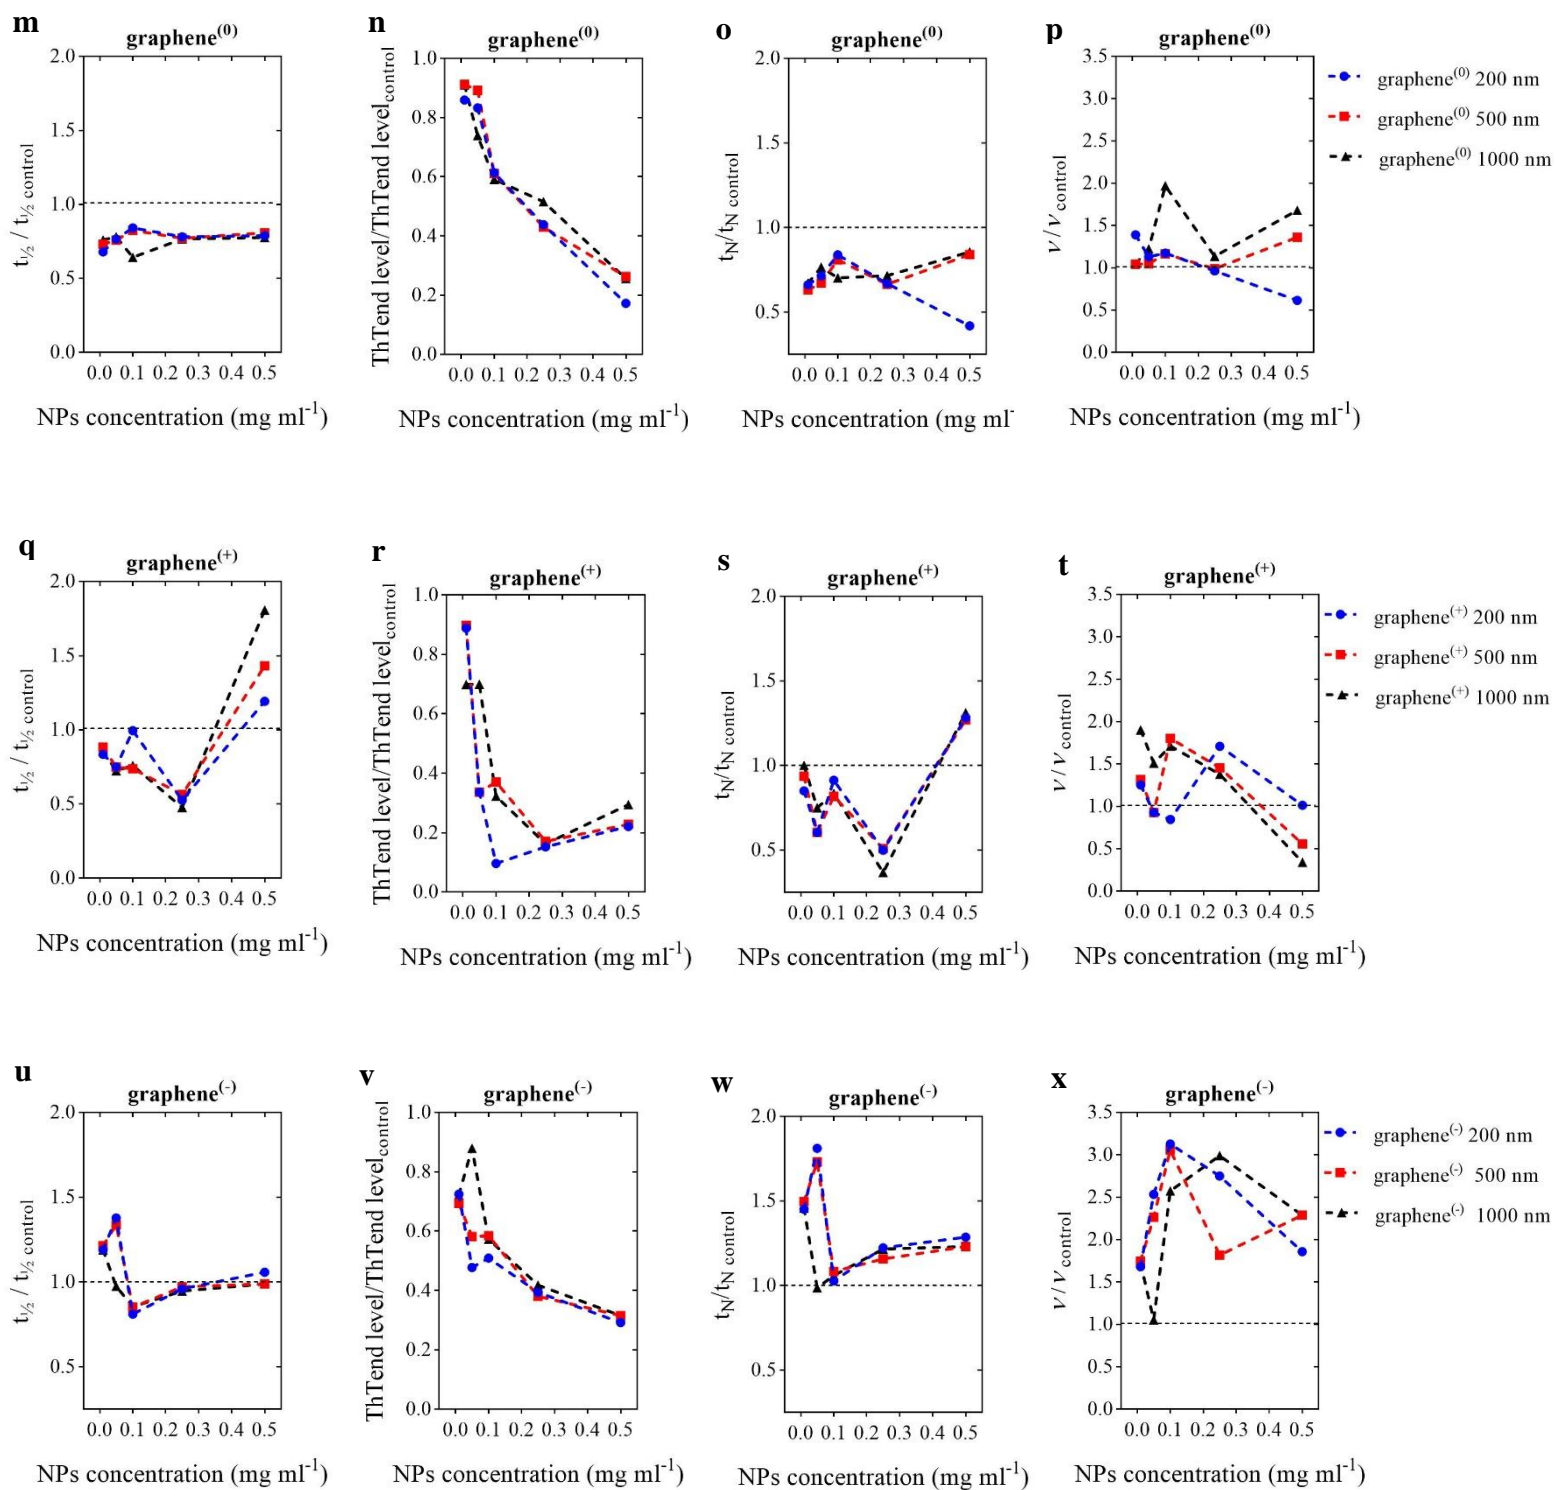 m
graphene(0)
t½ / t½ control
2.0
1.5
1.0
0.5
0.0
0.0 0.1 0.2 0.3 0.4 0.5
NPs concentration (mg ml-1)
n
graphene(0)
ThTend level/ThTend levelcontrol
1.0
0.8
0.6
0.4
0.2
0.0
0.0 0.1 0.2 0.3 0.4 0.5
NPs concentration (mg ml-1)
o
graphene(0)
tN/tN control
2.0
1.5
1.0
0.5
0.0 0.1 0.2 0.3 0.4 0.5
NPs concentration (mg ml-
p
graphene(0)
ν/νcontrol
3.5
3.0
2.5
2.0
1.5
1.0
0.5
0.0
0.0 0.1 0.2 0.3 0.4 0.5
NPs concentration (mg ml-1)
graphene(0) 200 nm
graphene(0) 500 nm
graphene(0) 1000 nm
q
graphene(+)
t½ / t½ control
2.0
1.5
1.0
0.5
0.0
0.0 0.1 0.2 0.3 0.4 0.5
NPs concentration (mg ml-1)
r
graphene(+)
ThTend level/ThTend levelcontrol
1.0
0.8
0.6
0.4
0.2
0.0
0.0 0.1 0.2 0.3 0.4 0.5
NPs concentration (mg ml-1)
s
graphene(+)
tN/tN control
2.0
1.5
1.0
0.5
0.0 0.1 0.2 0.3 0.4 0.5
NPs concentration (mg ml-1)
t
graphene(+)
ν/νcontrol
3.5
3.0
2.5
2.0
1.5
1.0
0.5
0.0
0.0 0.1 0.2 0.3 0.4 0.5
NPs concentration (mg ml-1)
graphene(+) 200 nm
graphene(+) 500 nm
graphene(+) 1000 nm
u
graphene(-)
t½ / t½ control
2.0
1.5
1.0
0.5
0.0 0.1 0.2 0.3 0.4 0.5
NPs concentration (mg ml-1)
v
graphene(-)
ThTend level/ThTend levelcontrol
1.0
0.8
0.6
0.4
0.2
0.0
0.0 0.1 0.2 0.3 0.4 0.5
NPs concentration (mg ml-1)
w
graphene(-)
tN/tN control
2.0
1.5
1.0
0.5
0.0 0.1 0.2 0.3 0.4 0.5
NPs concentration (mg ml-1)
x
graphene(-)
ν/νcontrol
3.5
3.0
2.5
2.0
1.5
1.0
0.5
0.0
0.0 0.1 0.2 0.3 0.4 0.5
NPs concentration (mg ml-1)
graphene(-) 200 nm
graphene(-) 500 nm
graphene(-) 1000 nm